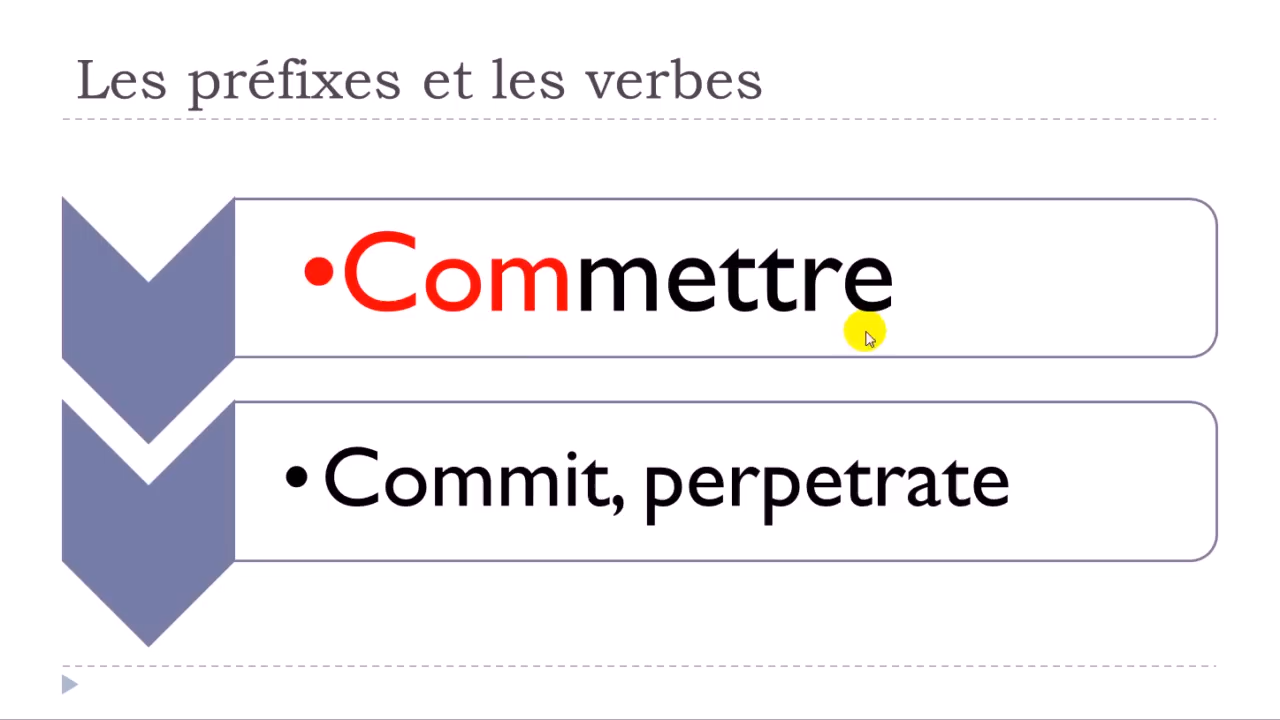 Les préfixes et les verbes
•Commettre
• Commit, perpetrate